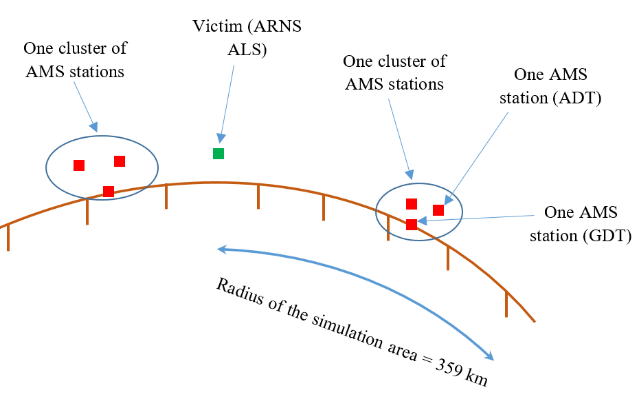 Victim (ARNS
ALS)
One cluster of
AMS stations
One cluster of
AMS stations
One AMS
station (ADT)
One AMS
station (GDT)
Radius of the simulation area = 359 km